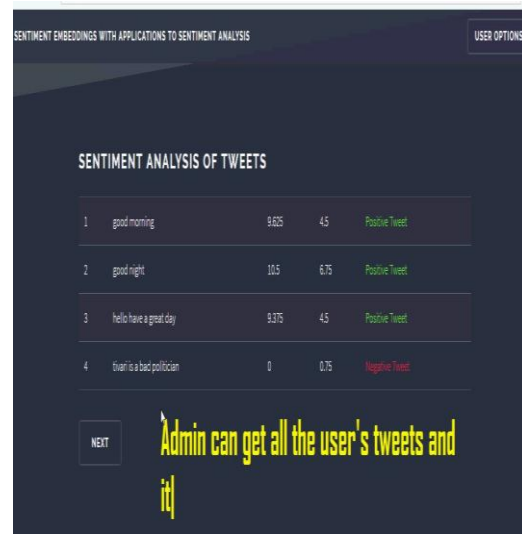 SENTIMENT EMBEDDINGS WITH APPLICATIONS TO SENTIMENT ANALYSIS USER OPTIONS
SENTIMENT ANALYSIS OF TWEETS
1 good morning 9.625 4.5 Positive Tweet
2 good night 10.5 6.75 Positive Tweet
3 hello have a great day 9.375 4.5 Positive Tweet
4 tivari is a bad politician 0 0.75 Negative Tweet
NEXT
Admin can get all the user's tweets and
it